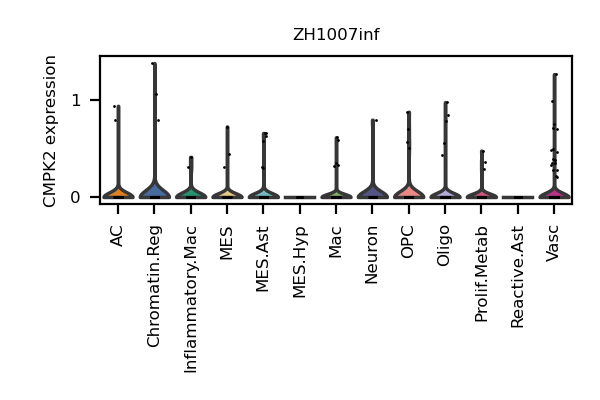 ZH1007inf
CMPK2 expression
1
0
AC
Chromatin.Reg
Inflammatory.Mac
MES
MES.Ast
MES.Hyp
Mac
Neuron
OPC
Oligo
Prolif.Metab
Reactive.Ast
Vasc